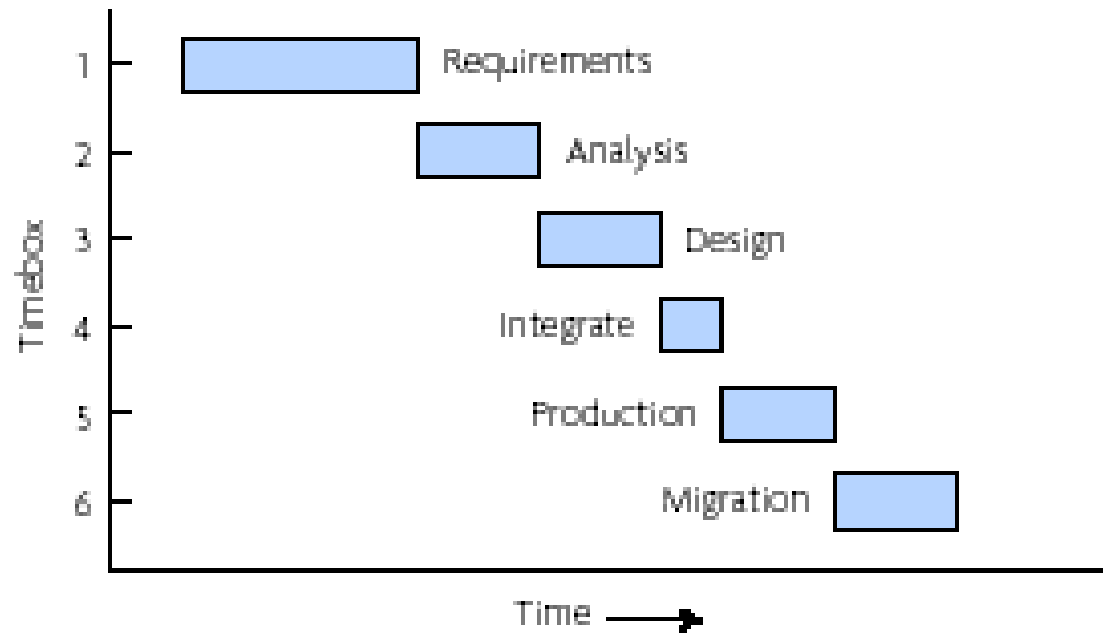 1 Requirements
2 Analysis
3 Design
4 Integrate
5 Production
6 Migration
Timebox
Time